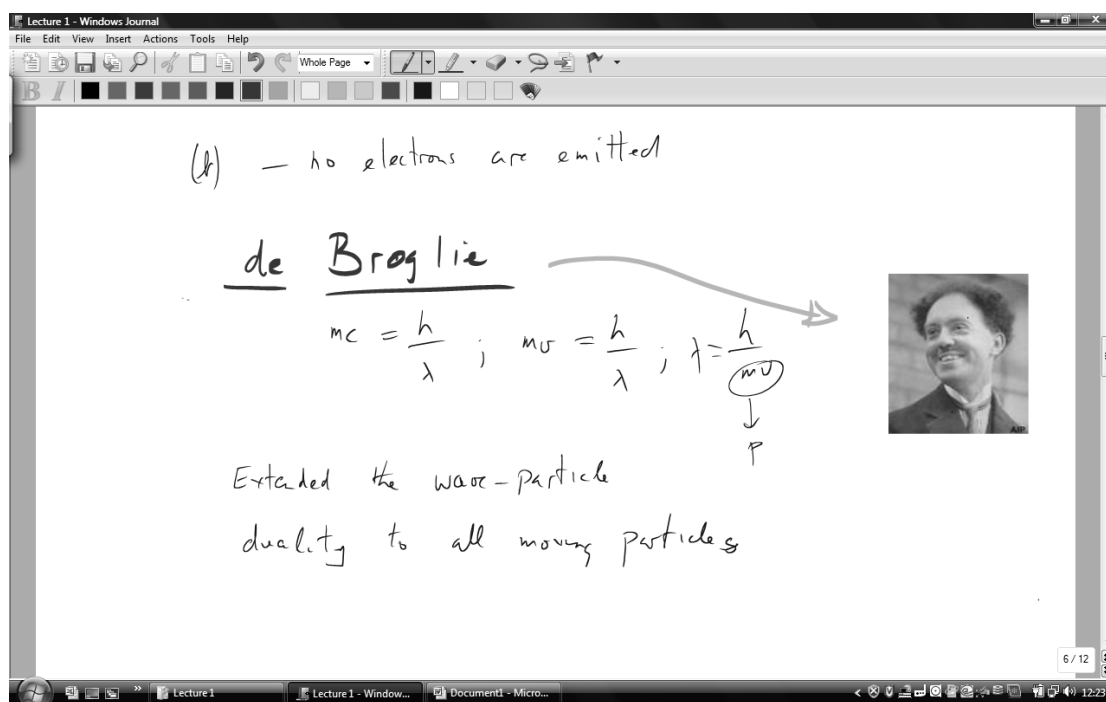 Lecture 1 - Windows Journal
File Edit View Insert Actions Tools Help
Whole Page
B I
(b) – no electrons are emitted
de Broglie
mc = h/λ ; mv = h/λ ; λ = h/mv
p
AIP
Extended the wave-particle
duality to all moving particles
6 / 12
Lecture 1
Lecture 1 - Window...
Document1 - Micro...
12:23